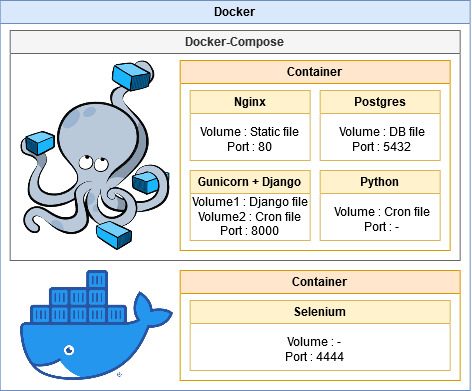 Docker
Docker-Compose
Container
Nginx
Volume : Static file
Port : 80
Postgres
Volume : DB file
Port : 5432
Gunicorn + Django
Volume1 : Django file
Volume2 : Cron file
Port : 8000
Python
Volume : Cron file
Port : -
Container
Selenium
Volume : -
Port : 4444